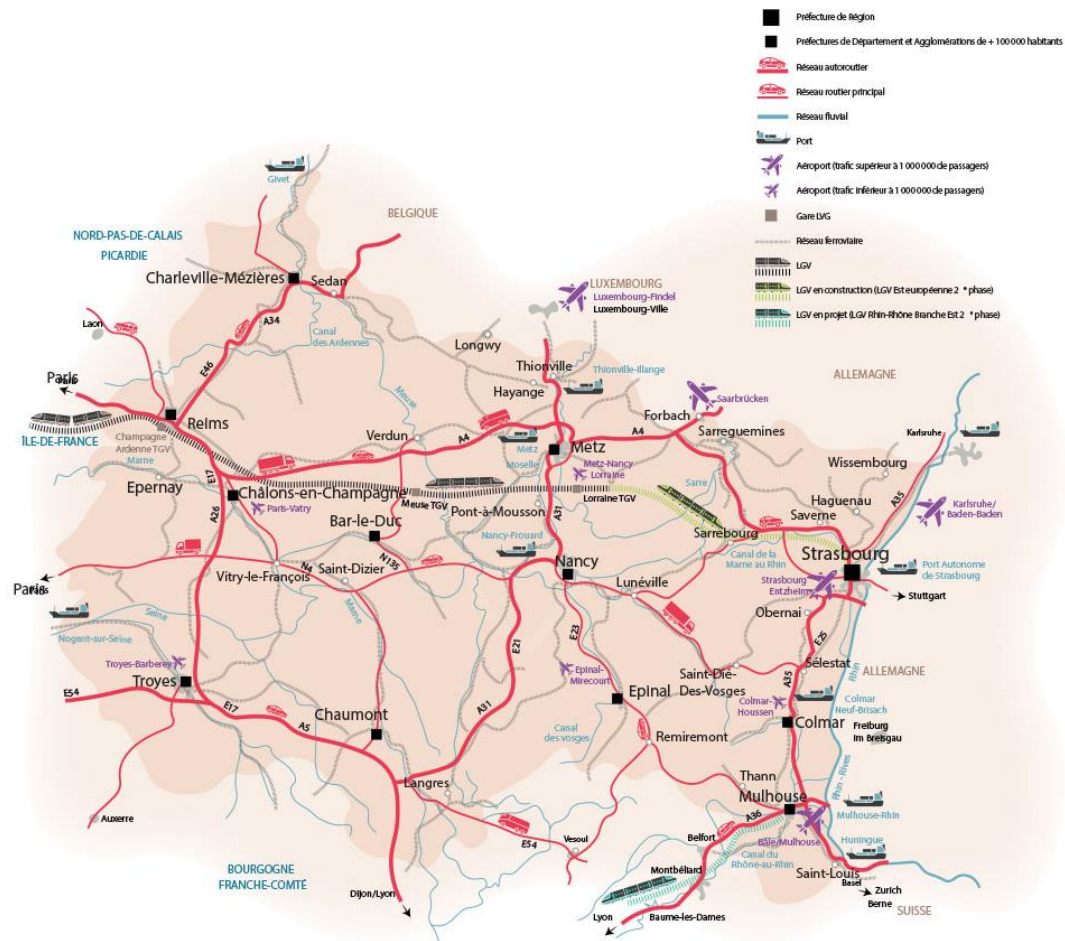 Préfecture de Région
Préfectures de Département et Agglomérations de + 100 000 habitants
Réseau autoroutier
Réseau routier principal
Réseau fluvial
Port
Aéroport (trafic supérieur à 1 000 000 de passagers)
Aéroport (trafic inférieur à 1 000 000 de passagers)
Gare LVG
Réseau ferroviaire
LGV
LGV en construction (LGV Est européenne 2 e phase)
LGV en projet (LGV Rhin-Rhône Branche Est 2 e phase)
Givet
BELGIQUE
NORD-PAS-DE-CALAIS
PICARDIE
Charleville-Mézières
Sedan
LUXEMBOURG
Luxembourg-Findel
Luxembourg-Ville
Laon
A34
Canal
des Ardennes
Longwy
E46
Thionville
Thionville-Illange
Hayange
Meuse
ALLEMAGNE
Paris
Paris
Reims
Saarbrücken
Forbach
Sarreguemines
Karlsruhe
ÎLE-DE-FRANCE
Champagne
Ardenne TGV
Marne
Verdun
A4
Metz
Moselle
Metz
A4
Wissembourg
Epernay
E17
Châlons-en-Champagne
Paris-Vatry
Meuse TGV
Metz-Nancy
Lorraine
Lorraine TGV
Sarre
Haguenau
Saverne
A35
Karlsruhe/
Baden-Baden
A26
Bar-le-Duc
Pont-à-Mousson
A31
Sarrebourg
Nancy-Frouard
N135
Canal de la
Marne au Rhin
Strasbourg
Vitry-le-François
N4
Saint-Dizier
Nancy
Lunéville
Strasbourg
Entzheim
Port Autonome
de Strasbourg
Stuttgart
Paris
Paris
Marne
Obernai
Seine
Nogent-sur-Seine
E21
E23
E25
Troyes-Barberey
Troyes
Epinal-
Mirecourt
Saint-Dié-
Des-Vosges
Sélestat
ALLEMAGNE
Rhin
E54
E17
A5
Chaumont
A31
Epinal
A35
Colmar-
Houssen
Colmar
Neuf-Brisach
Colmar
Freiburg
Im Breisgau
Canal
des vosges
Remiremont
Langres
Thann
Mulhouse
Rhin - Rives
Mulhouse-Rhin
Auxerre
E54
Vesoul
Belfort
A36
Bâle/Mulhouse
Huningue
Canal du
Rhône-au-Rhin
Montbéliard
Saint-Louis
Basel
Zurich
Berne
BOURGOGNE
FRANCHE-COMTÉ
Dijon/Lyon
Lyon
Baume-les-Dames
SUISSE